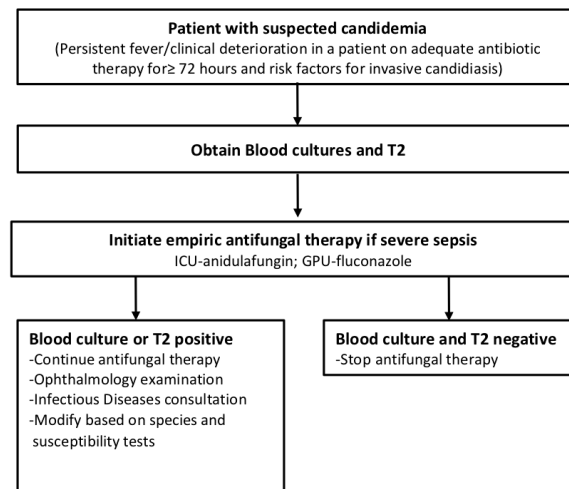 Patient with suspected candidemia
(Persistent fever/clinical deterioration in a patient on adequate antibiotic
therapy for≥ 72 hours and risk factors for invasive candidiasis)
Obtain Blood cultures and T2
Initiate empiric antifungal therapy if severe sepsis
ICU-anidulafungin; GPU-fluconazole
Blood culture or T2 positive
-Continue antifungal therapy
-Ophthalmology examination
-Infectious Diseases consultation
-Modify based on species and
susceptibility tests
Blood culture and T2 negative
-Stop antifungal therapy